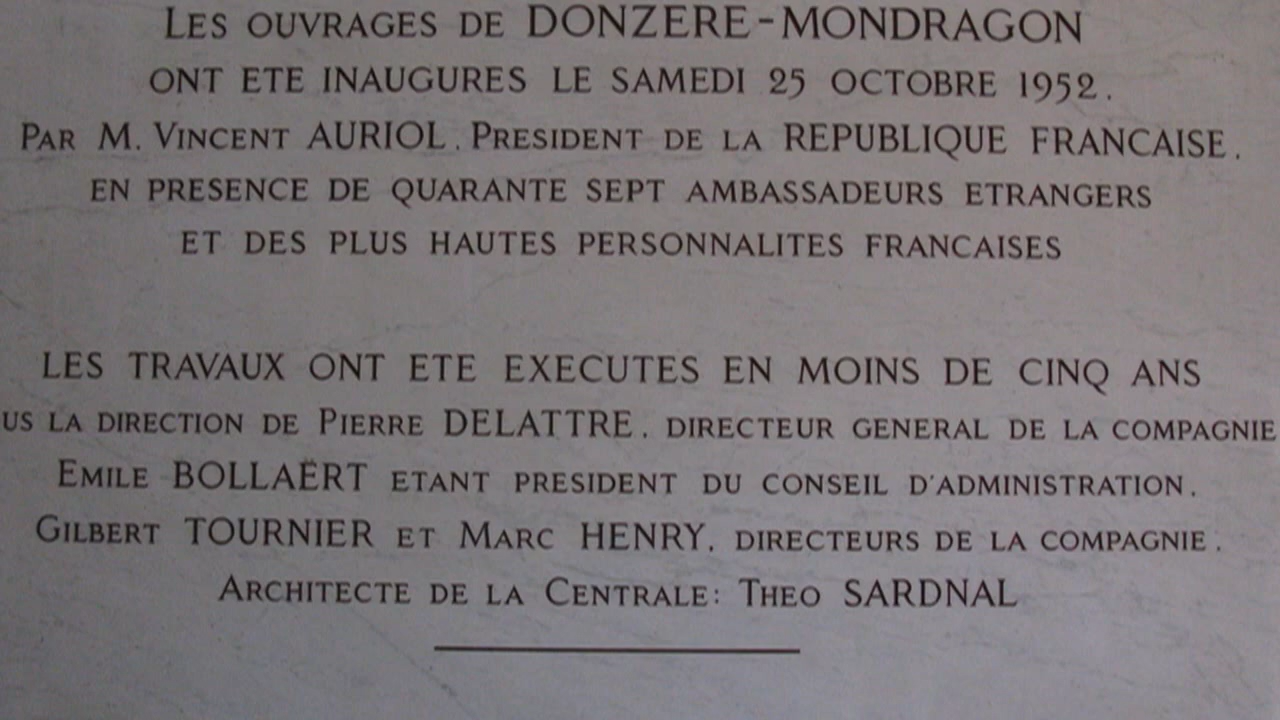 LES OUVRAGES DE DONZERE-MONDRAGON
ONT ETE INAUGURES LE SAMEDI 25 OCTOBRE 1952.
PAR M. VINCENT AURIOL. PRESIDENT DE LA REPUBLIQUE FRANCAISE.
EN PRESENCE DE QUARANTE SEPT AMBASSADEURS ETRANGERS
ET DES PLUS HAUTES PERSONNALITES FRANCAISES
LES TRAVAUX ONT ETE EXECUTES EN MOINS DE CINQ ANS
US LA DIRECTION DE PIERRE DELATTRE. DIRECTEUR GENERAL DE LA COMPAGNIE
EMILE BOLLAËRT ETANT PRESIDENT DU CONSEIL D'ADMINISTRATION.
GILBERT TOURNIER ET MARC HENRY. DIRECTEURS DE LA COMPAGNIE.
ARCHITECTE DE LA CENTRALE: THEO SARDNAL